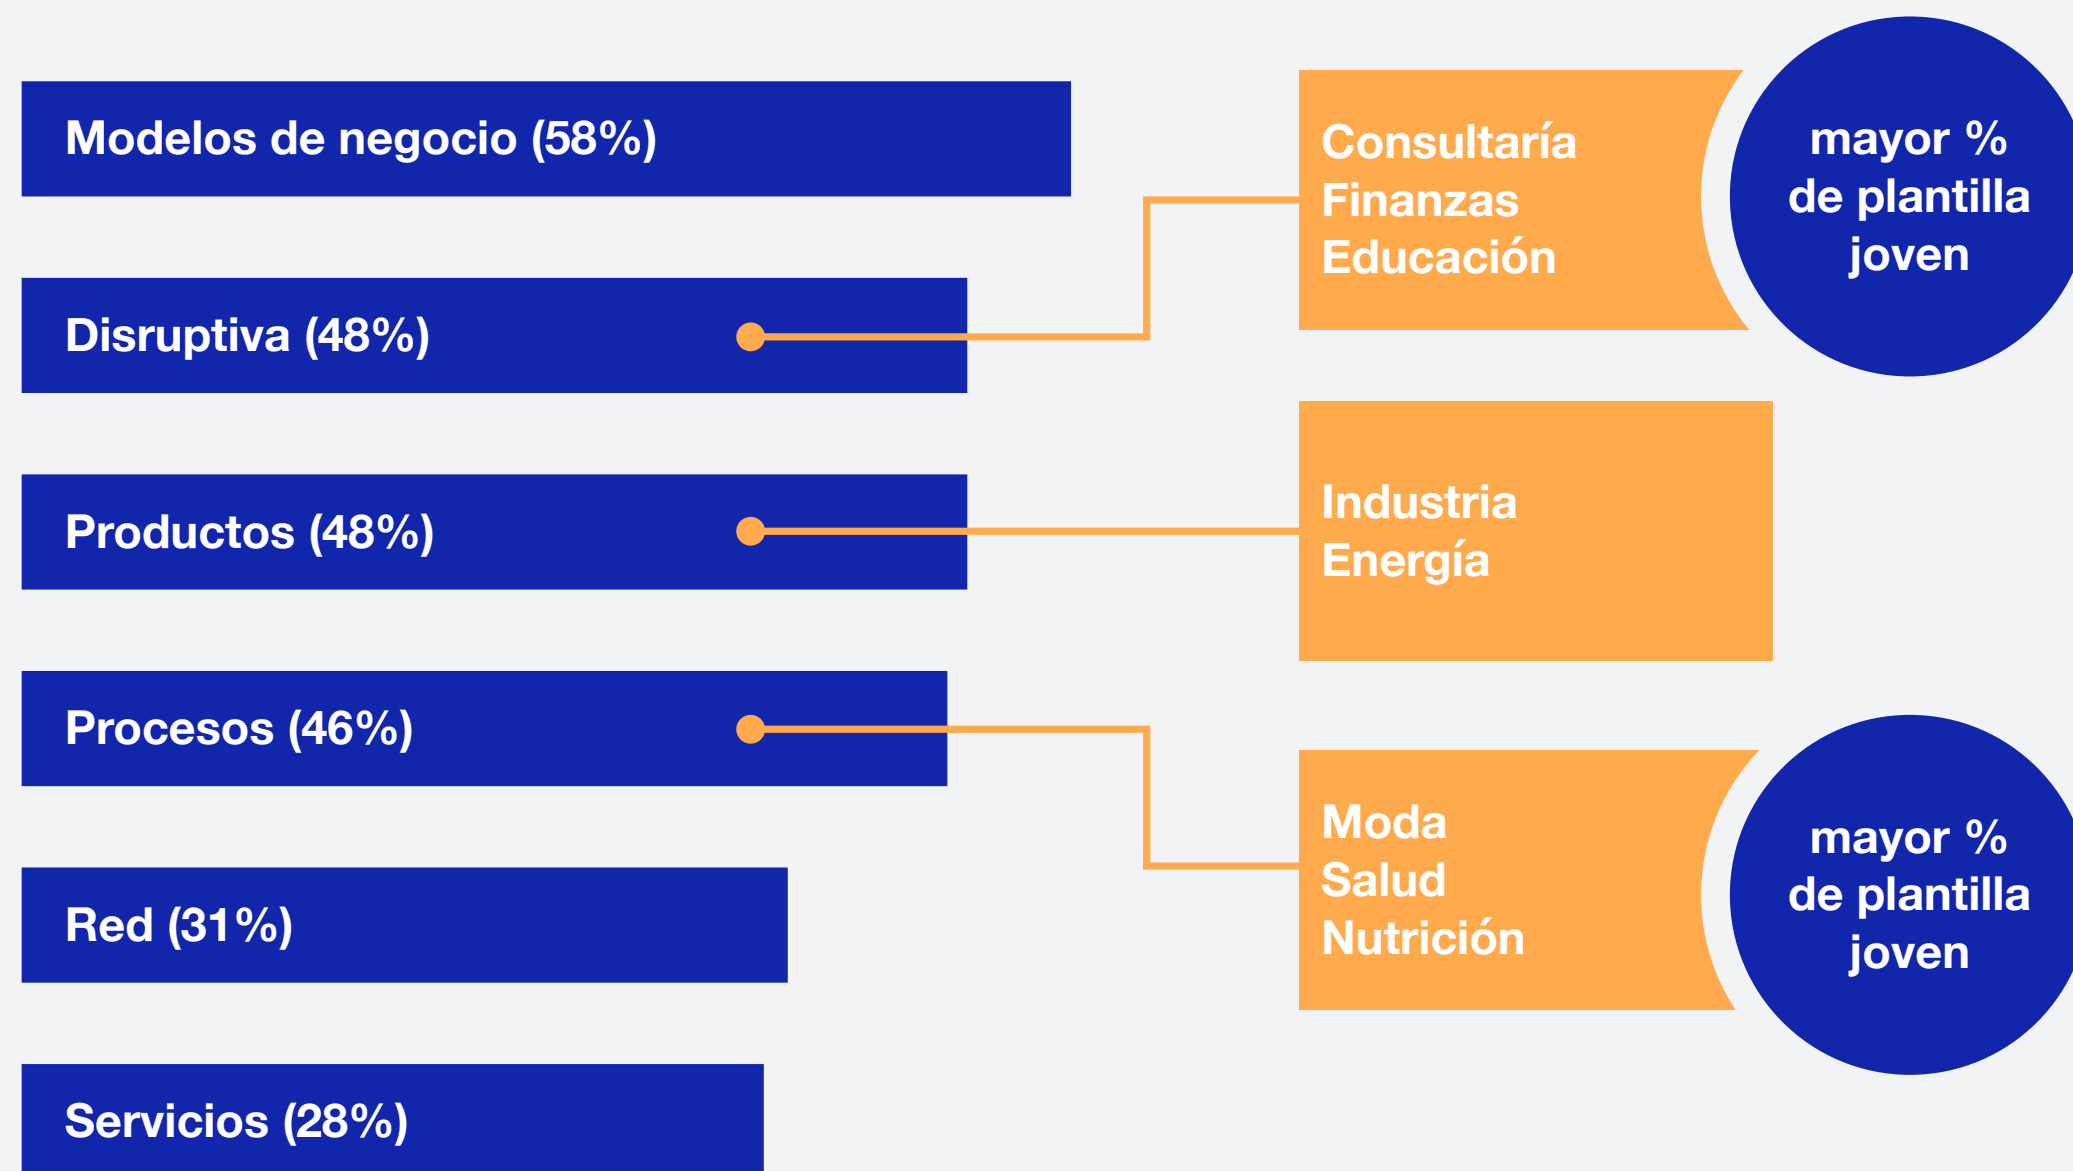 Modelos de negocio (58%)
Disruptiva (48%)
Productos (48%)
Procesos (46%)
Red (31%)
Servicios (28%)
Consultaría
Finanzas
Educación
mayor %
de plantilla
joven
Industria
Energía
Moda
Salud
Nutrición
mayor %
de plantilla
joven